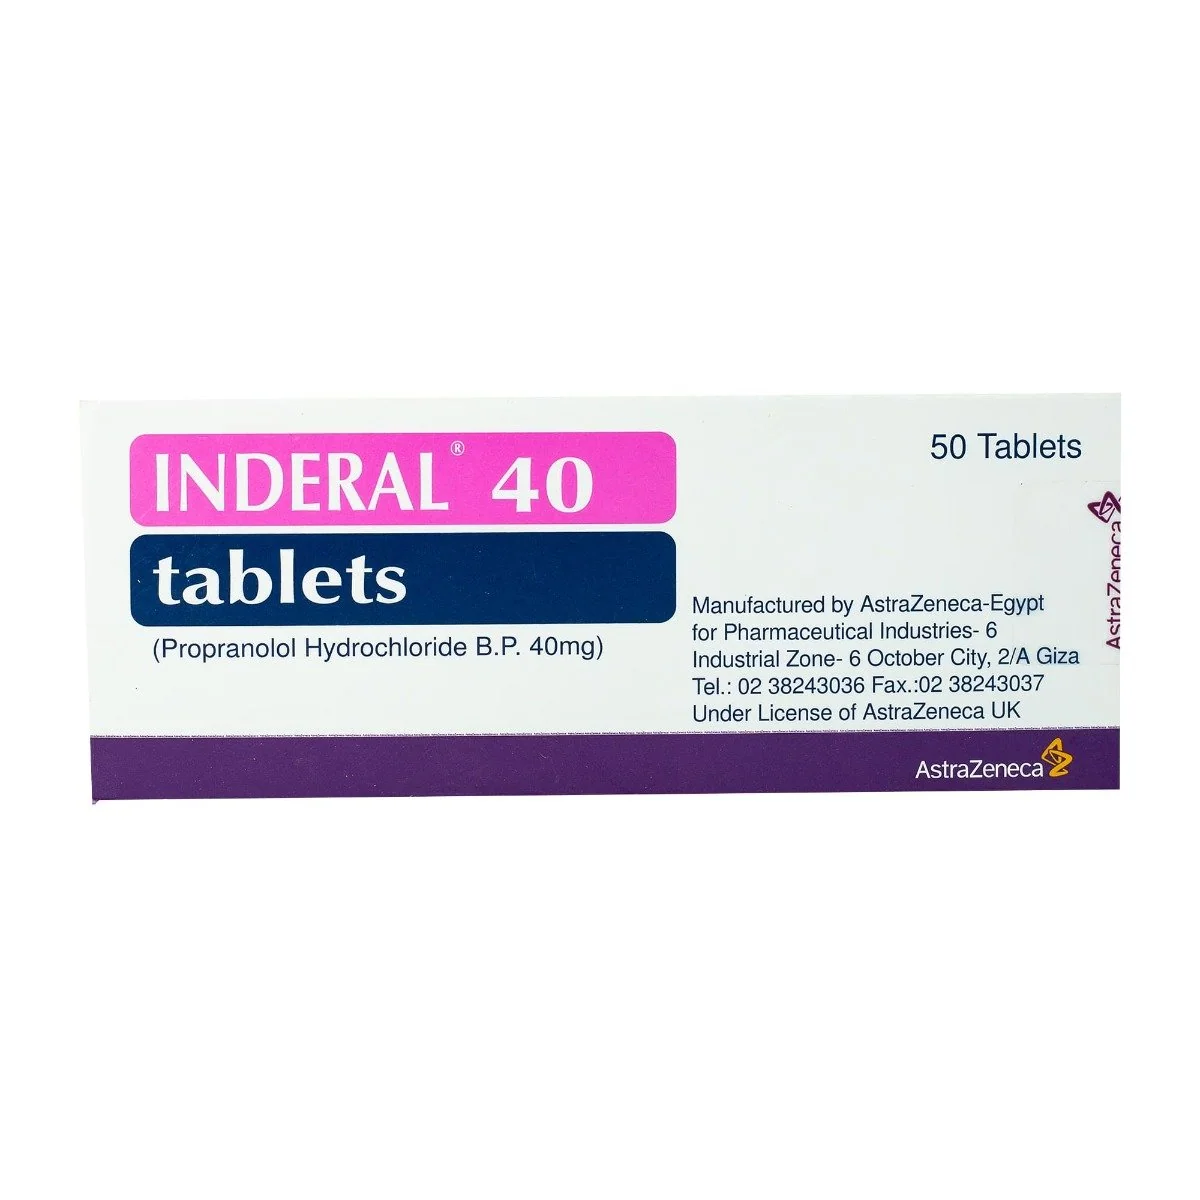 INDERAL® 40
tablets
(Propranolol Hydrochloride B.P. 40mg)
50 Tablets
Manufactured by AstraZeneca-Egypt
for Pharmaceutical Industries- 6
Industrial Zone- 6 October City, 2/A Giza
Tel.: 02 38243036 Fax.:02 38243037
Under License of AstraZeneca UK
AstraZeneca
AstraZeneca